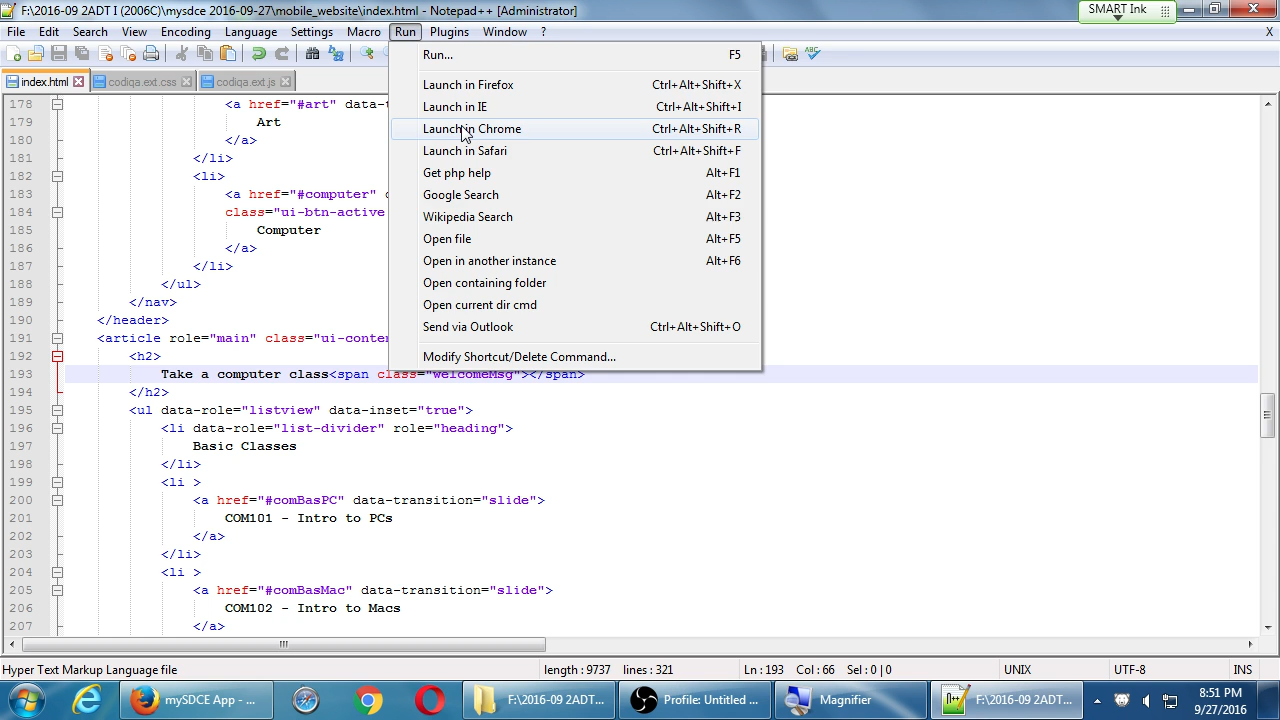 F:\2016-09 2ADT I (2006C)\mysdce 2016-09-27\mobile_website\index.html - Notepad++ [Administrator]
SMART Ink
File Edit Search View Encoding Language Settings Macro Run Plugins Window ? X
index.html codiqa.ext.css codiqa.ext.js
Run... F5
Launch in Firefox Ctrl+Alt+Shift+X
Launch in IE Ctrl+Alt+Shift+I
Launch in Chrome Ctrl+Alt+Shift+R
Launch in Safari Ctrl+Alt+Shift+F
Get php help Alt+F1
Google Search Alt+F2
Wikipedia Search Alt+F3
Open file Alt+F5
Open in another instance Alt+F6
Open containing folder
Open current dir cmd
Send via Outlook Ctrl+Alt+Shift+O
Modify Shortcut/Delete Command...
178 <a href="#art" data-t
179 Art
180 </a>
181 </li>
182 <li>
183 <a href="#computer"
184 class="ui-btn-active
185 Computer
186 </a>
187 </li>
188 </ul>
189 </nav>
190 </header>
191 <article role="main" class="ui-conte
192 <h2>
193 Take a computer class<span class="welcomeMsg"></span>
194 </h2>
195 <ul data-role="listview" data-inset="true">
196 <li data-role="list-divider" role="heading">
197 Basic Classes
198 </li>
199 <li >
200 <a href="#comBasPC" data-transition="slide">
201 COM101 - Intro to PCs
202 </a>
203 </li>
204 <li >
205 <a href="#comBasMac" data-transition="slide">
206 COM102 - Intro to Macs
207 </a>
Hyper Text Markup Language file length : 9737 lines : 321 Ln : 193 Col : 66 Sel : 0 | 0 UNIX UTF-8 INS
mySDCE App - ... F:\2016-09 2ADT... Profile: Untitled ... Magnifier F:\2016-09 2ADT...
8:51 PM
9/27/2016